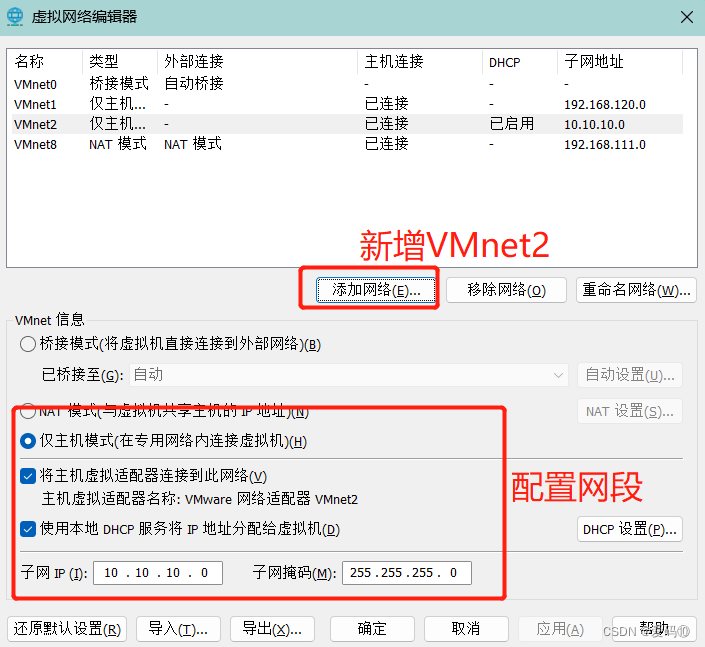 虚拟网络编辑器
名称 类型 外部连接 主机连接 DHCP 子网地址
VMnet0 桥接模式 自动桥接 - - -
VMnet1 仅主机... - 已连接 - 192.168.120.0
VMnet2 仅主机... - 已连接 已启用 10.10.10.0
VMnet8 NAT 模式 NAT 模式 已连接 - 192.168.111.0
新增VMnet2
添加网络(E)... 移除网络(O) 重命名网络(W)...
VMnet 信息
桥接模式(将虚拟机直接连接到外部网络)(B)
已桥接至(G): 自动 自动设置(U)...
NAT 模式(与虚拟机共享主机的 IP 地址)(N) NAT 设置(S)...
仅主机模式(在专用网络内连接虚拟机)(H)
将主机虚拟适配器连接到此网络(V)
主机虚拟适配器名称: VMware 网络适配器 VMnet2
配置网段
使用本地 DHCP 服务将 IP 地址分配给虚拟机(D) DHCP 设置(P)...
子网 IP (I): 10 . 10 . 10 . 0 子网掩码(M): 255 . 255 . 255 . 0
还原默认设置(R) 导入(T)... 导出(X)... 确定 取消 应用(A) 帮助
CSDN